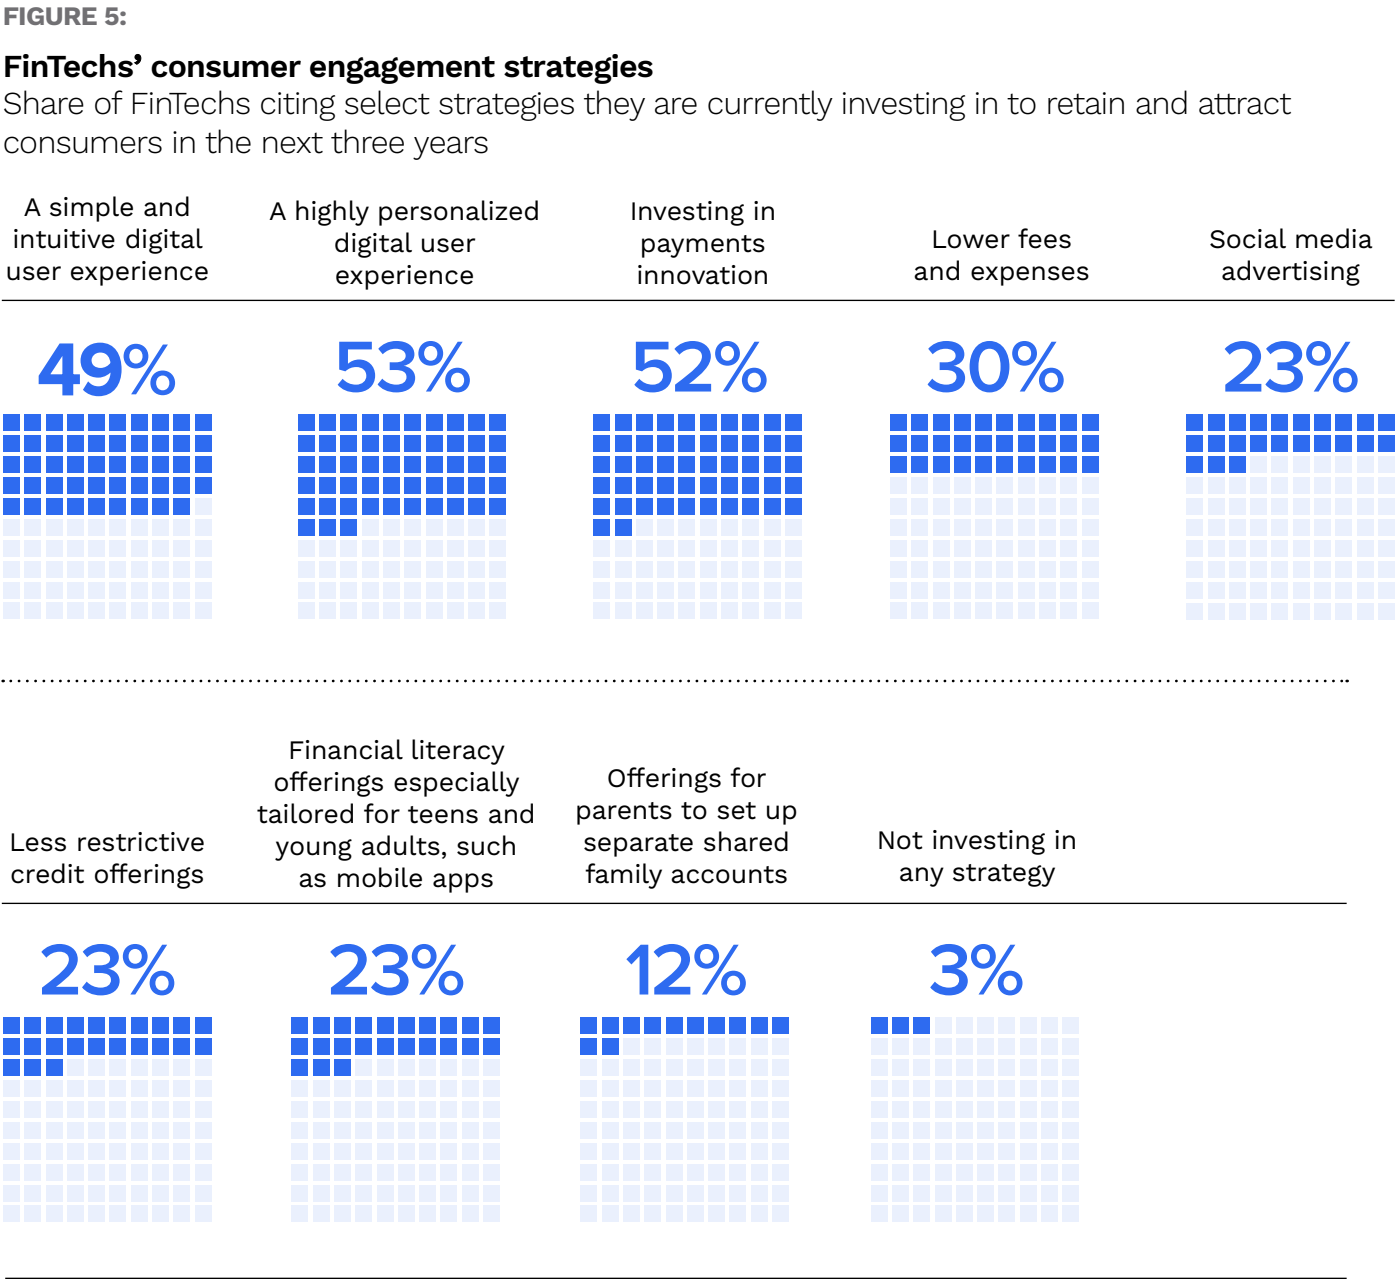 FIGURE 5:
FinTechs’ consumer engagement strategies
Share of FinTechs citing select strategies they are currently investing in to retain and attract
consumers in the next three years
A simple and
intuitive digital
user experience
A highly personalized
digital user
experience
Investing in
payments
innovation
Lower fees
and expenses
Social media
advertising
49%
53%
52%
30%
23%
Less restrictive
credit offerings
Financial literacy
offerings especially
tailored for teens and
young adults, such
as mobile apps
Offerings for
parents to set up
separate shared
family accounts
Not investing in
any strategy
23%
23%
12%
3%